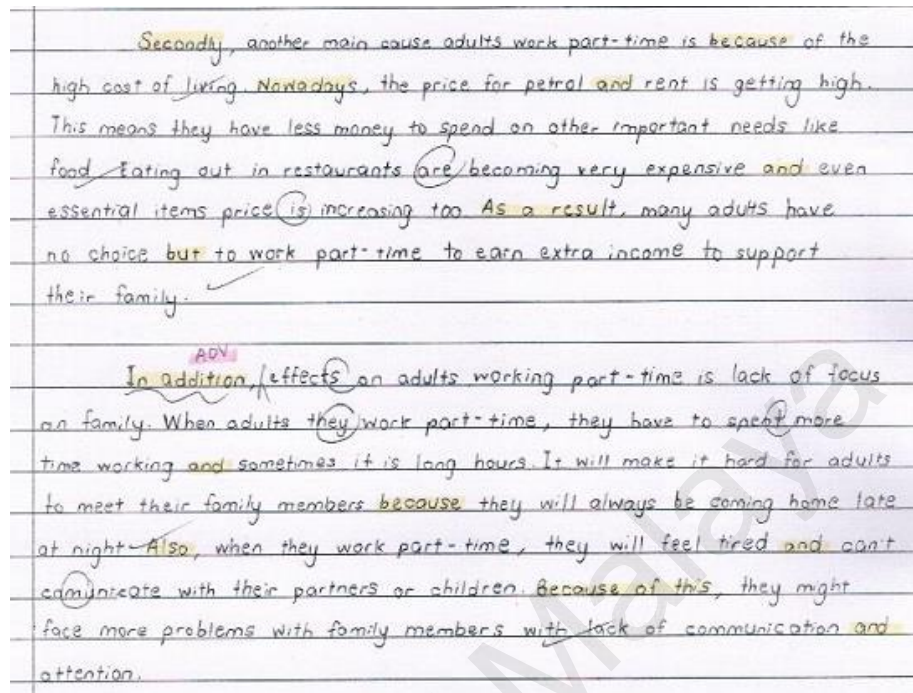 Secondly, another main cause adults work part-time is because of the
high cost of living. Nowadays, the price for petrol and rent is getting high.
This means they have less money to spend on other important needs like
food. Eating out in restaurants are becoming very expensive and even
essential items price is increasing too. As a result, many adults have
no choice but to work part-time to earn extra income to support
their family.
ADV
In addition, effects on adults working part-time is lack of focus
on family. When adults they work part-time, they have to spent more
time working and sometimes it is long hours. It will make it hard for adults
to meet their family members because they will always be coming home late
at night. Also, when they work part-time, they will feel tired and can't
comunicate with their partners or children. Because of this, they might
face more problems with family members with lack of communication and
attention.
Malaya